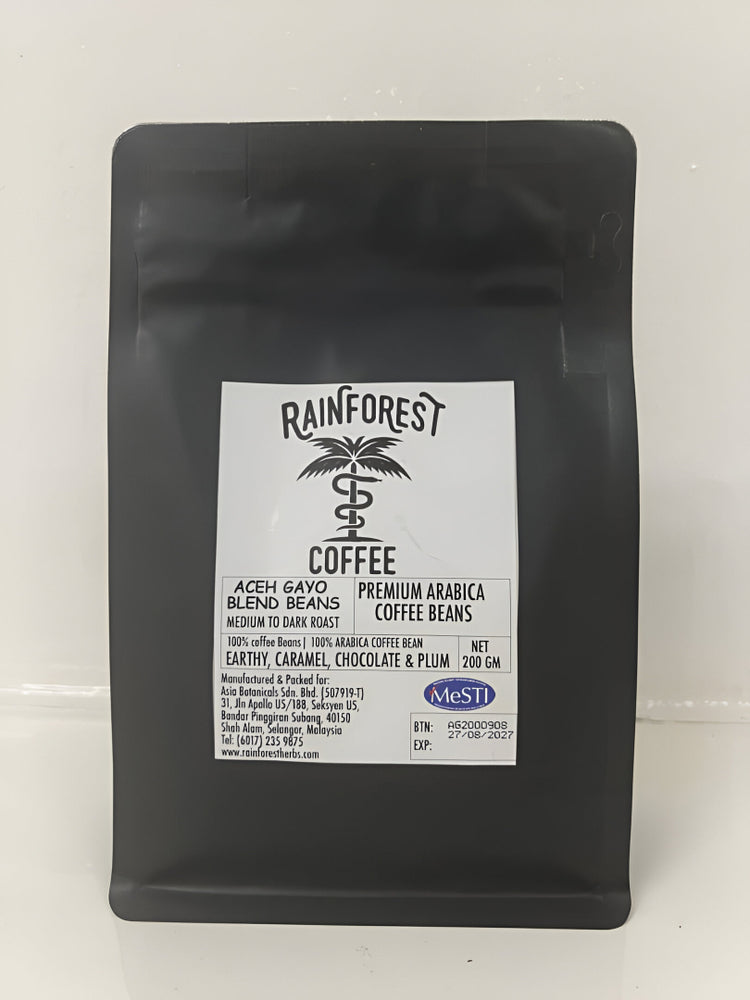 RAINFOREST
COFFEE
ACEH GAYO
BLEND BEANS
MEDIUM TO DARK ROAST
PREMIUM ARABICA
COFFEE BEANS
100% coffee Beans| 100% ARABICA COFFEE BEAN
EARTHY, CARAMEL, CHOCOLATE & PLUM
NET
200 GM
Manufactured & Packed for:
Asia Botanicals Sdn. Bhd. (507919-T)
31, Jln Apollo U5/188, Seksyen U5,
Bandar Pinggiran Subang, 40150
Shah Alam, Selangor, Malaysia
Tel: (6017) 235 9875
www.rainforestherbs.com
MeSTI
BTN: AG2000908
EXP: 27/08/2027